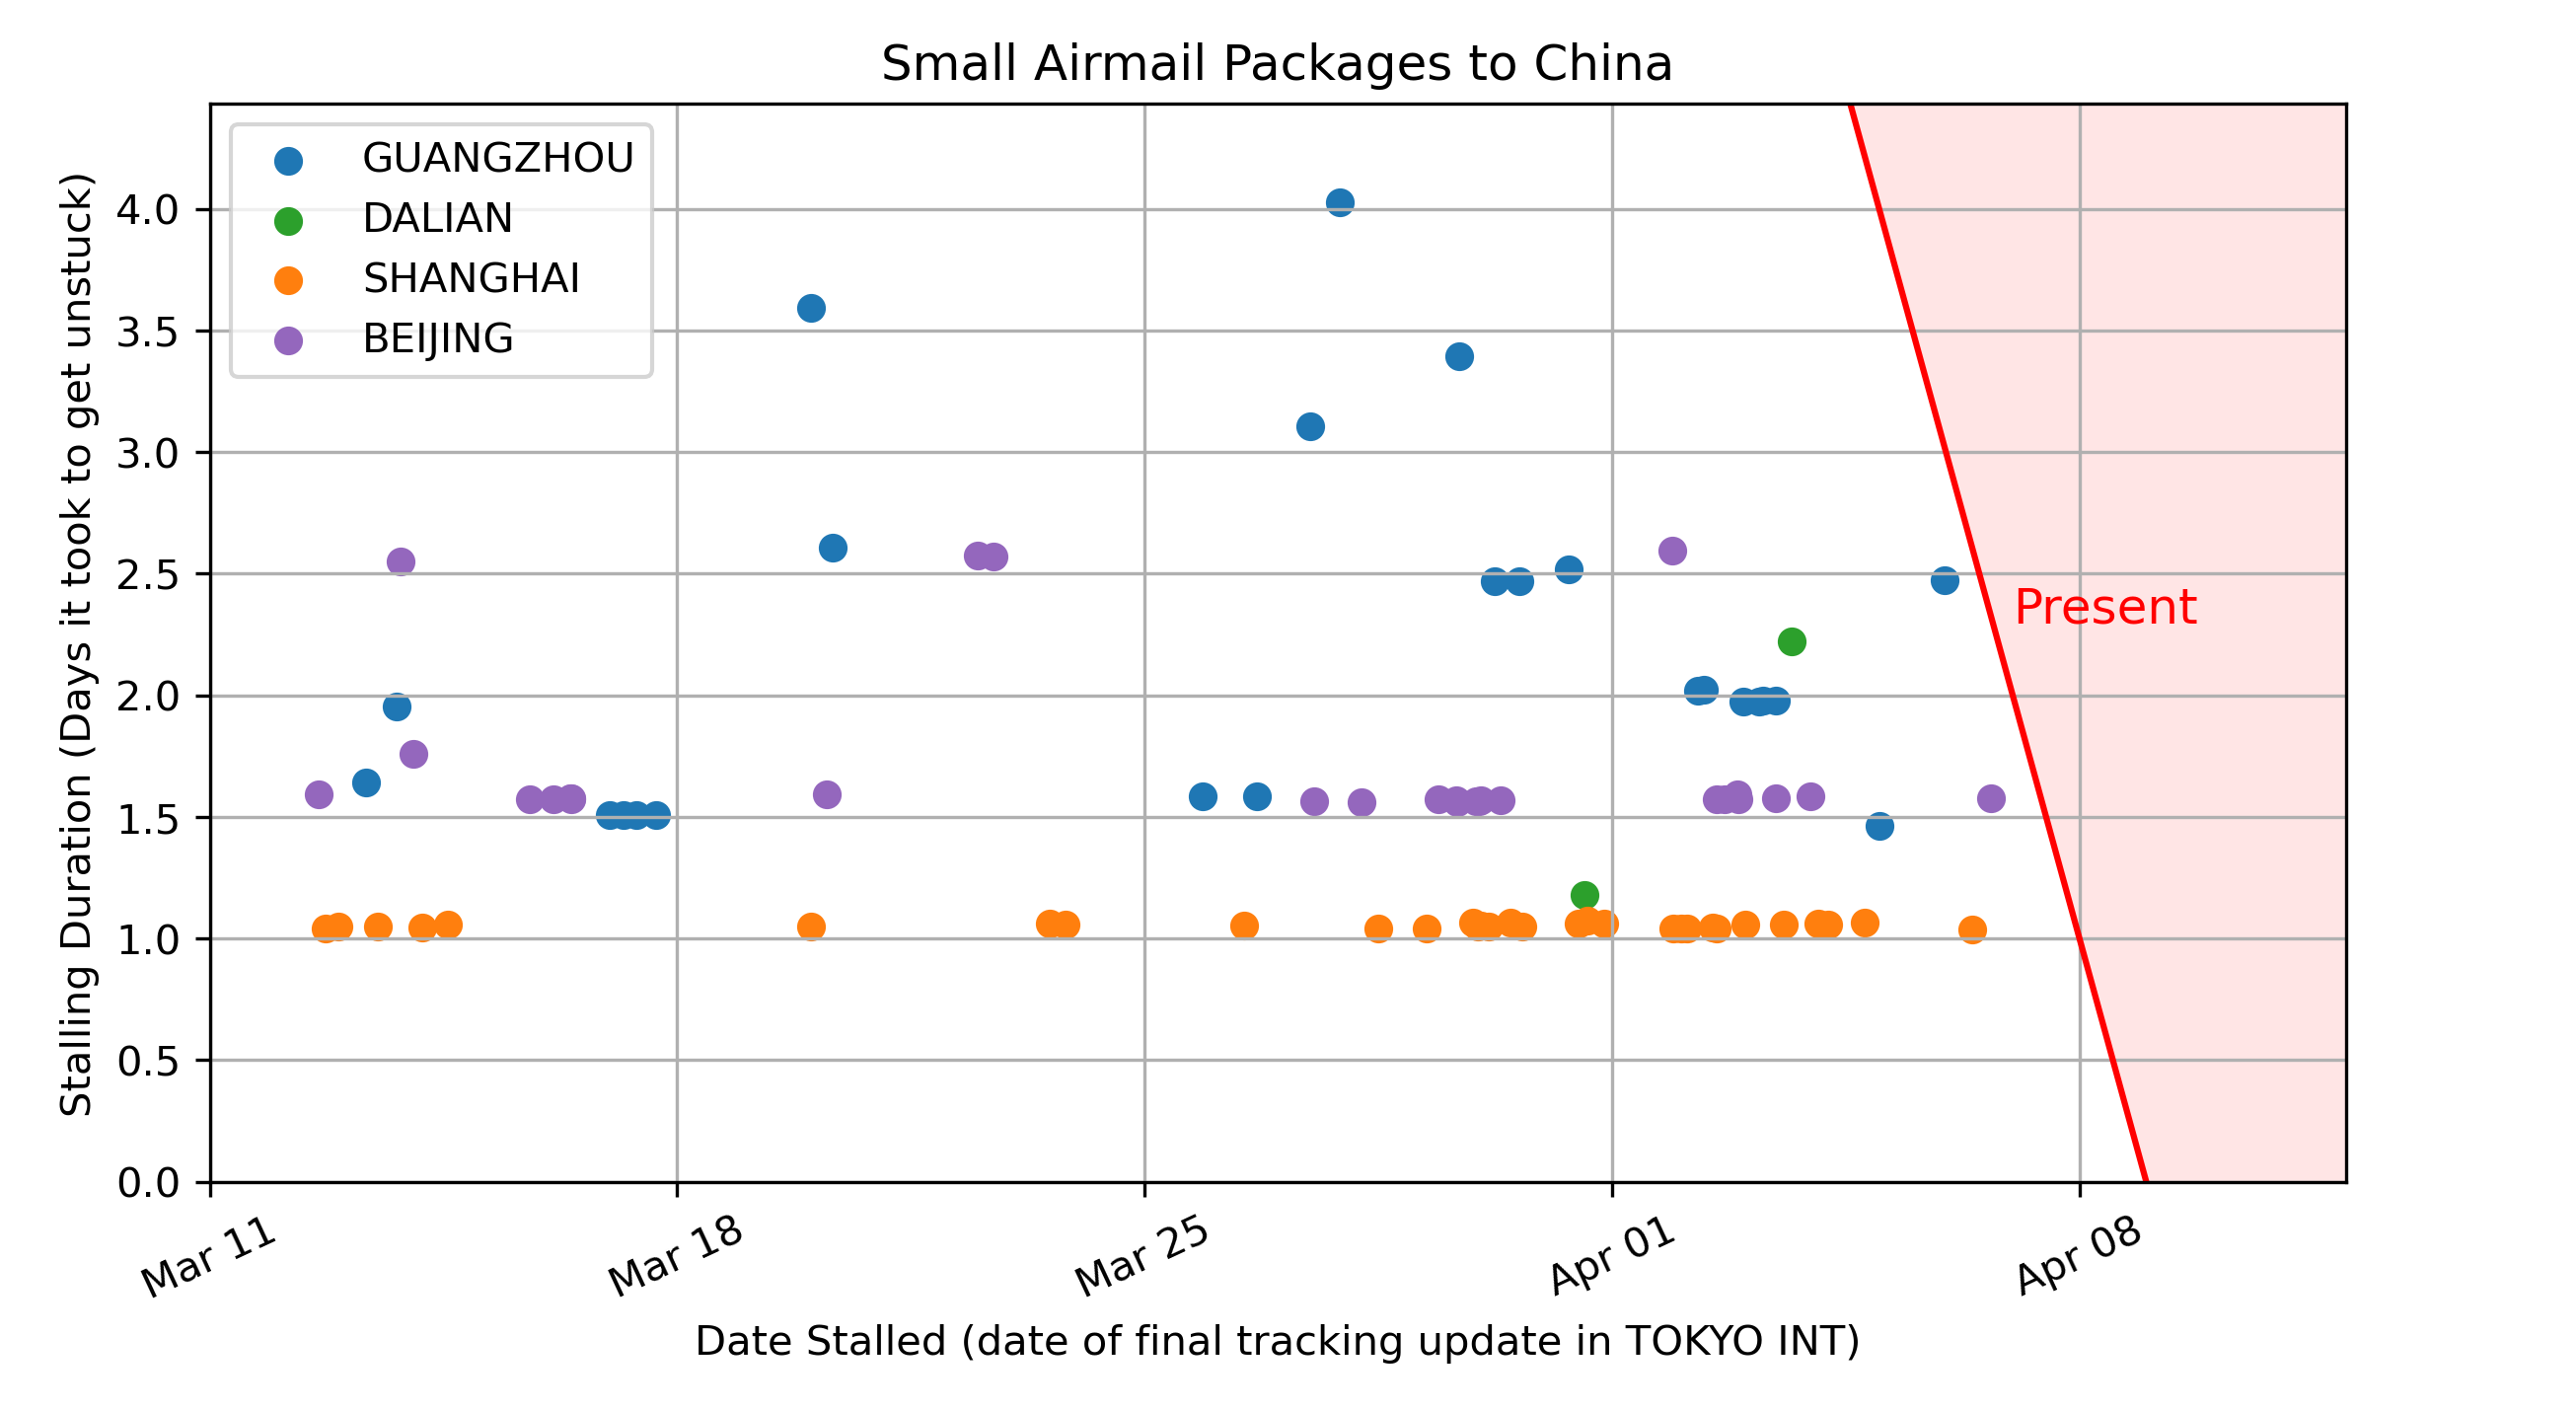 Small Airmail Packages to China
GUANGZHOU
DALIAN
SHANGHAI
BEIJING
Stalling Duration (Days it took to get unstuck)
4.0
3.5
3.0
2.5
2.0
1.5
1.0
0.5
0.0
Present
Mar 11
Mar 18
Mar 25
Apr 01
Apr 08
Date Stalled (date of final tracking update in TOKYO INT)